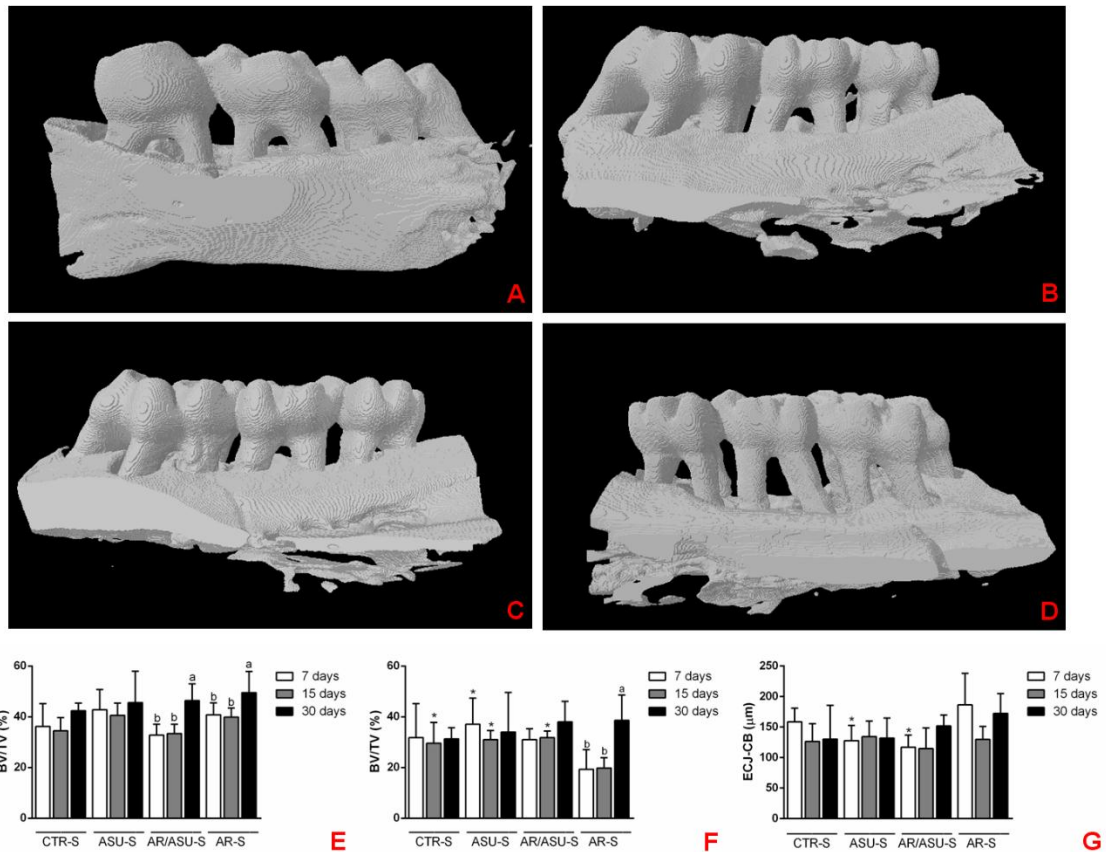 A
B
C
D
BV/TV (%)
60
40
20
0
b
b
a
b
b
a
7 days
15 days
30 days
CTR-S
ASU-S
AR/ASU-S
AR-S
E
BV/TV (%)
60
40
20
0
*
*
*
*
b
b
a
7 days
15 days
30 days
CTR-S
ASU-S
AR/ASU-S
AR-S
F
ECJ-CB (µm)
250
200
150
100
50
0
*
*
7 days
15 days
30 days
CTR-S
ASU-S
AR/ASU-S
AR-S
G